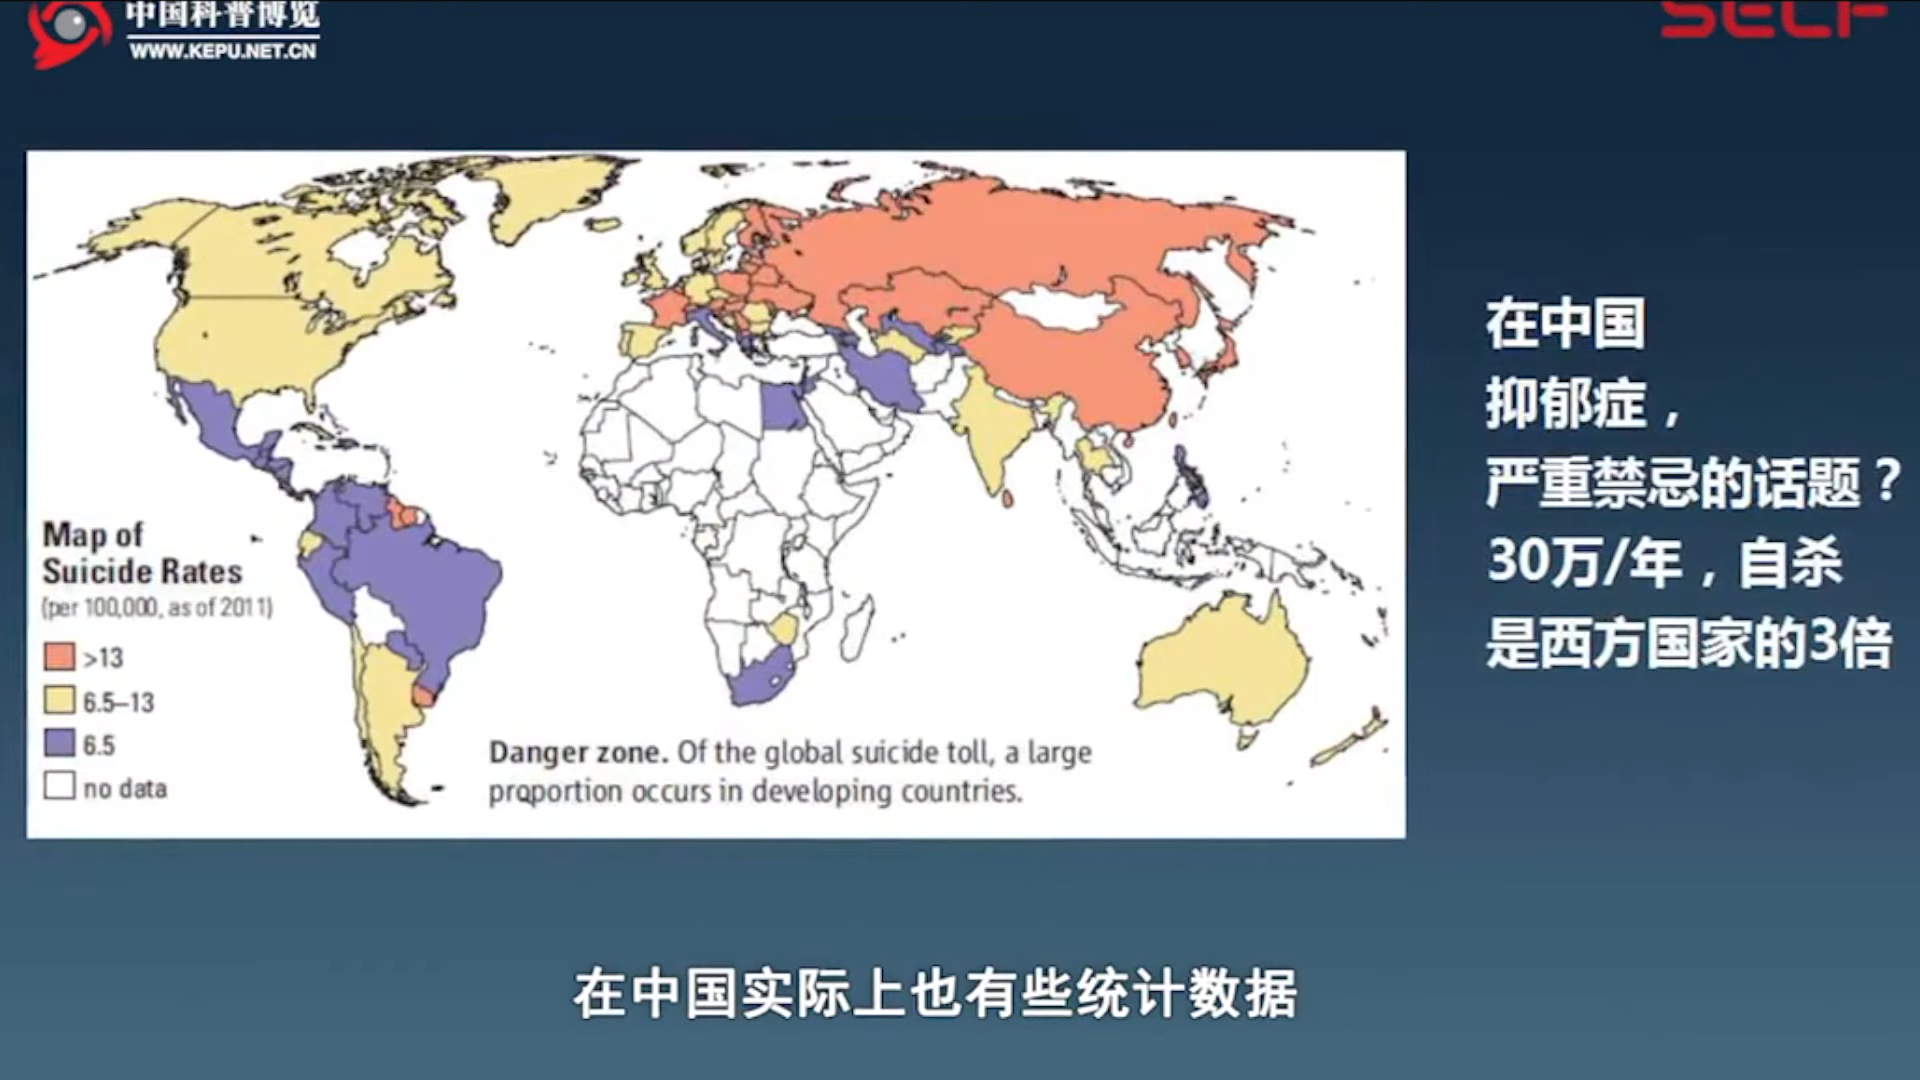 中国科普博览
WWW.KEPU.NET.CN
SELF
在中国
抑郁症，
严重禁忌的话题？
30万/年，自杀
是西方国家的3倍
Map of
Suicide Rates
(per 100,000, as of 2011)
>13
6.5–13
6.5
no data
Danger zone. Of the global suicide toll, a large
proportion occurs in developing countries.
在中国实际上也有些统计数据